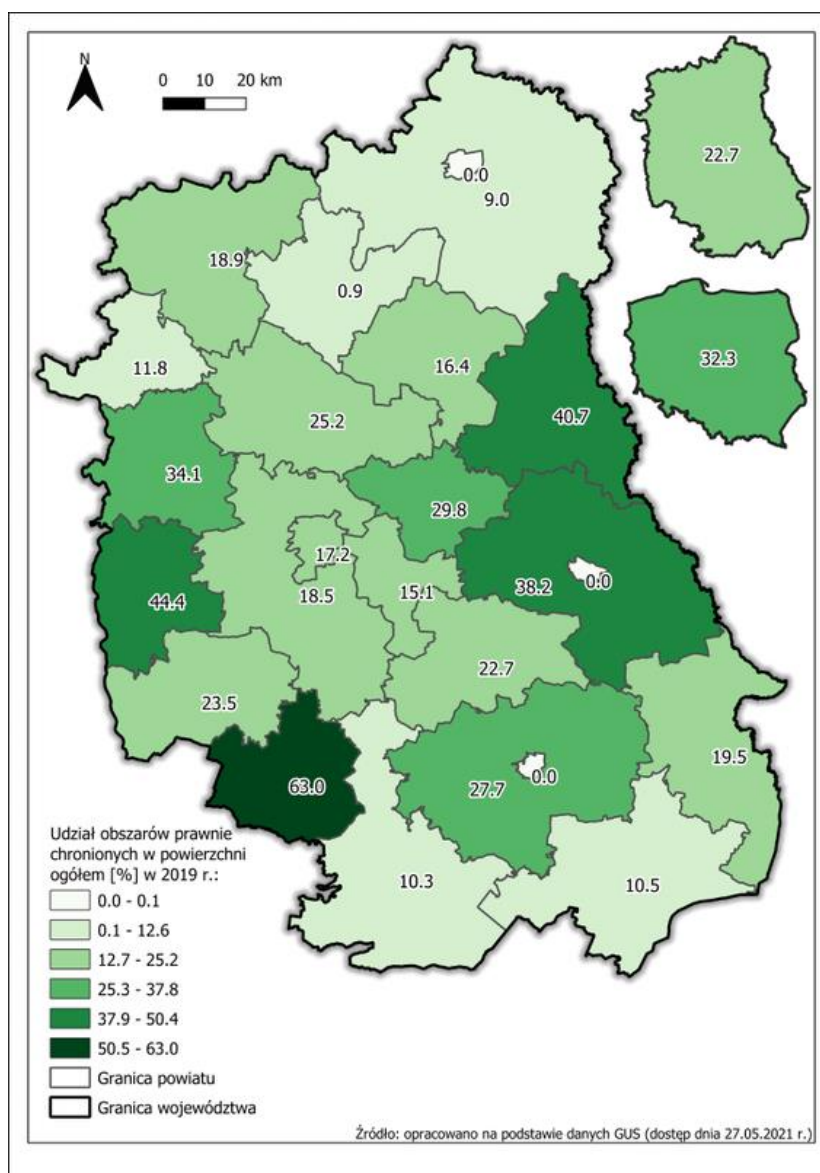 N
0 10 20 km
22.7
0.0
9.0
18.9
0.9
32.3
11.8
16.4
40.7
25.2
34.1
29.8
17.2
44.4
18.5
15.1
38.2
0.0
22.7
23.5
19.5
63.0
27.7
0.0
10.3
10.5
Udział obszarów prawnie
chronionych w powierzchni
ogółem [%] w 2019 r.:
0.0 - 0.1
0.1 - 12.6
12.7 - 25.2
25.3 - 37.8
37.9 - 50.4
50.5 - 63.0
Granica powiatu
Granica województwa
Źródło: opracowano na podstawie danych GUS (dostęp dnia 27.05.2021 r.)